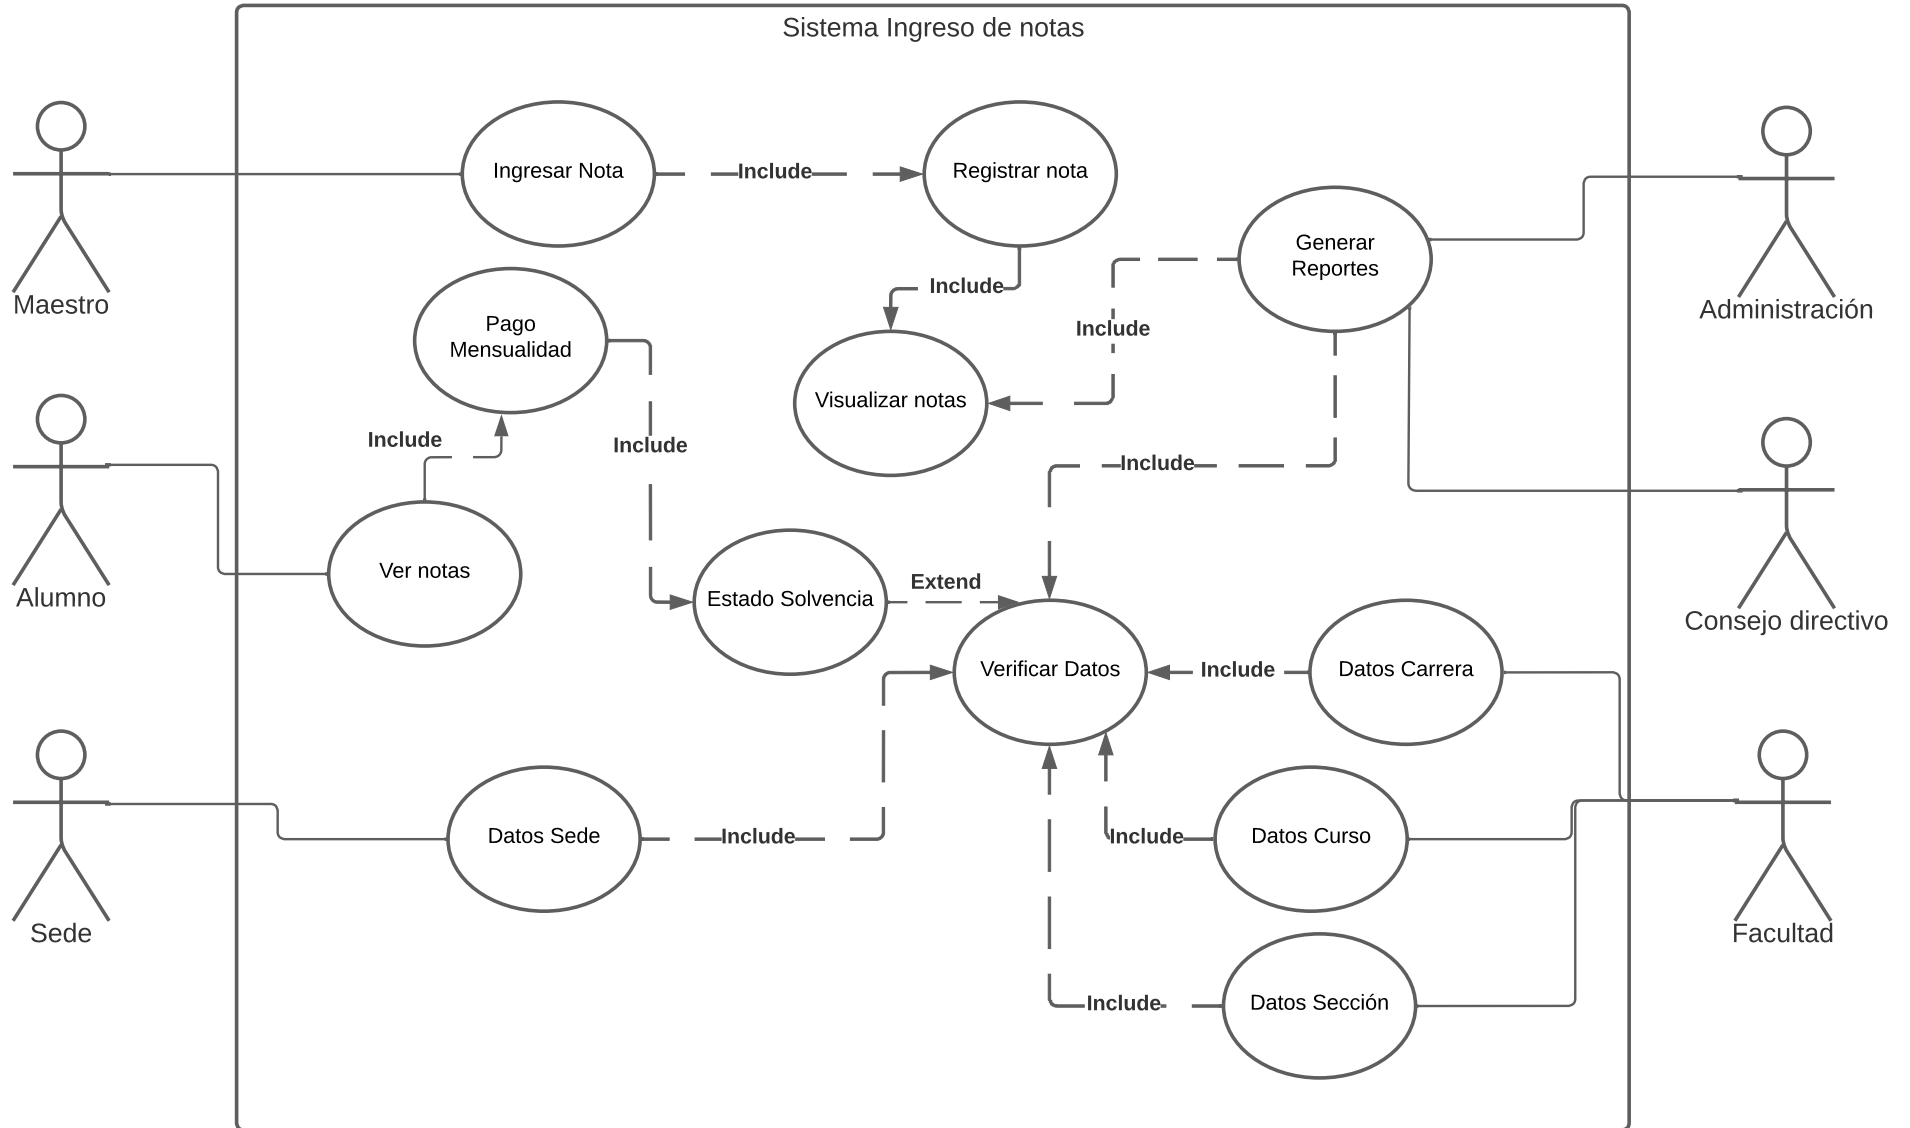 Sistema Ingreso de notas
Ingresar Nota
Include
Registrar nota
Generar
Reportes
Maestro
Administración
Include
Pago
Mensualidad
Include
Visualizar notas
Include
Include
Include
Ver notas
Alumno
Estado Solvencia
Extend
Consejo directivo
Verificar Datos
Include
Datos Carrera
Datos Sede
Include
Include
Datos Curso
Sede
Facultad
Include
Datos Sección